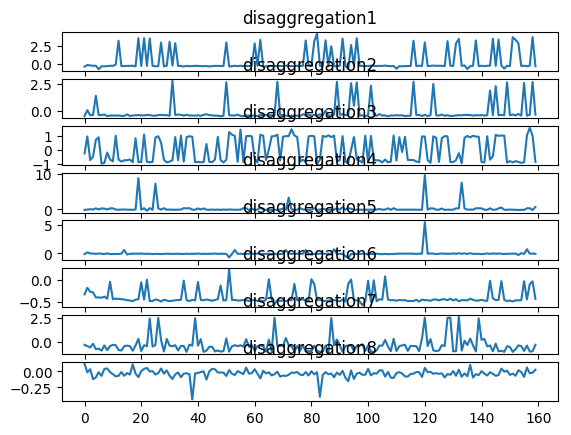 disaggregation1
2.5
0.0
disaggregation2
2.5
0.0
disaggregation3
1
0
−1
disaggregation4
10
0
disaggregation5
5
0
disaggregation6
0.0
−0.5
disaggregation7
2.5
0.0
disaggregation8
0.00
−0.25
0 20 40 60 80 100 120 140 160